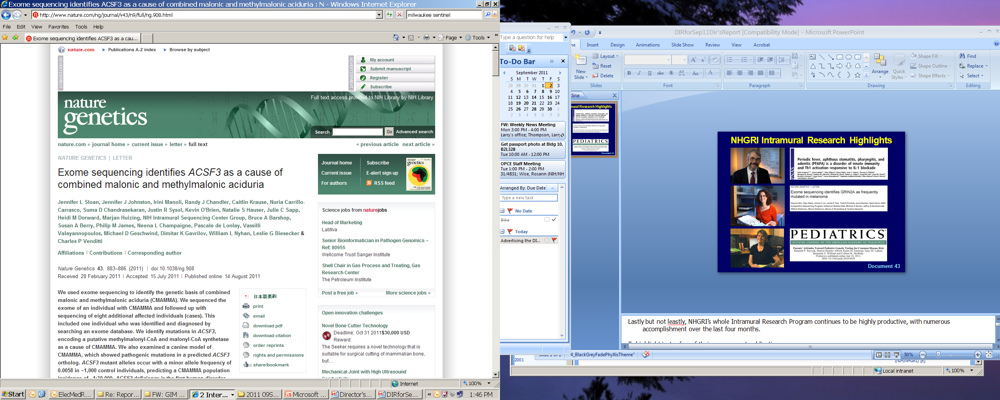 Exome sequencing identifies ACSF3 as a cause of combined malonic and methylmalonic aciduria : N - Windows Internet Explorer
http://www.nature.com/ng/journal/v43/n9/full/ng.908.html
milwaukee sentinel
File Edit View Favorites Tools Help
Exome sequencing identifies ACSF3 as a cau...
Page Tools
nature.com Publications A-Z index Browse by subject
ADVERTISEMENT
ADVERTISEMENT
My account
Submit manuscript
Register
Subscribe
Full text access provided to NIH Library by NIH Library
nature
genetics
Search Go Advanced search
nature.com journal home current issue letter full text
previous article next article
NATURE GENETICS | LETTER
Exome sequencing identifies ACSF3 as a cause of
combined malonic and methylmalonic aciduria
Jennifer L Sloan, Jennifer J Johnston, Irini Manoli, Randy J Chandler, Caitlin Krause, Nuria Carrillo-
Carrasco, Suma D Chandrasekaran, Justin R Sysol, Kevin O'Brien, Natalie S Hauser, Julie C Sapp,
Heidi M Dorward, Marjan Huizing, NIH Intramural Sequencing Center Group, Bruce A Barshop,
Susan A Berry, Philip M James, Neena L Champaigne, Pascale de Lonlay, Vassilli
Valayannopoulos, Michael D Geschwind, Dimitar K Gavrilov, William L Nyhan, Leslie G Biesecker &
Charles P Venditti
Affiliations | Contributions | Corresponding author
Nature Genetics 43, 883–886 (2011) | doi:10.1038/ng.908
Received 28 February 2011 | Accepted 15 July 2011 | Published online 14 August 2011
We used exome sequencing to identify the genetic basis of combined
malonic and methylmalonic aciduria (CMAMMA). We sequenced the
exome of an individual with CMAMMA and followed up with
sequencing of eight additional affected individuals (cases). This
included one individual who was identified and diagnosed by
searching an exome database. We identify mutations in ACSF3,
encoding a putative methylmalonyl-CoA and malonyl-CoA synthetase
as a cause of CMAMMA. We also examined a canine model of
CMAMMA, which showed pathogenic mutations in a predicted ACSF3
ortholog. ACSF3 mutant alleles occur with a minor allele frequency of
0.0058 in ~1,000 control individuals, predicting a CMAMMA population
incidence of ~1:30,000. ACSF3 deficiency is the first human disorder
日本語要約
print
email
download pdf
download citation
order reprints
rights and permissions
share/bookmark
Journal home Subscribe
Current issue E-alert sign up
For authors RSS feed
nature
genetics
Science jobs from naturejobs
Head of Marketing
Labtiva
Senior Bioinformatician in Pathogen Genomics –
Ref: 80955
Wellcome Trust Sanger Institute
Shell Chair in Gas Process and Treating, Gas
Research Center
The Petroleum Institute
Post a free job More science jobs
Open innovation challenges
Novel Bone Cutter Technology
Deadline: Oct 31 2011$30,000 USD
Reward:
The Seeker requires a novel technology that is
suitable for surgical cutting of mammalian bone,
but...
Mechanical Joint with High Ultrasound
Conductivity
Internet 100%
Start ElecMedR... Re: Repor... FW: GIM ... 2 Inter... 2011 09S... Microsoft ... Director's... DIRforSe... 1:46 PM
Type a question for help
To-Do Bar
September 2011
S M T W T F S
28 29 30 31 1 2 3
4 5 6 7 8 9 10
11 12 13 14 15 16 17
18 19 20 21 22 23 24
25 26 27 28 29 30 1
2 3 4 5 6 7 8
FW: Weekly News Meeting
Mon 3:00 PM - 4:00 PM
Larry's office; Thompson, Larr
Get passport photo at Bldg 10,
B2L328
Tue 10:00 AM - 12:00 PM
OPCE Staff Meeting
Tue 1:00 PM - 2:00 PM
31/4B31; Wise, Rosann (NIH/NH
Arranged By: Due Date
Type a new task
No Date
Bike
Today
Advertising the DI...
DIRforSep11Dir'sReport [Compatibility Mode] - Microsoft PowerPoint
me Insert Design Animations Slide Show Review View Acrobat
New
Slide
Layout
Reset
Delete
Slides
B I U abc S AV Aa A
Font
Paragraph
Arrange
Quick
Styles
Shape Fill
Shape Outline
Shape Effects
Drawing
Find
Replace
Select
Editing
tline
mural Research Highlights
PEDIATRICS
Document 43
NHGRI Intramural Research Highlights
PNAS
Periodic fever, aphthous stomatitis, pharyngitis, and
adenitis (PFAPA) is a disorder of innate immunity
and Th1 activation responsive to IL-1 blockade
NATURE GENETICS | LETTER
Exome sequencing identifies GRIN2A as frequently
mutated in melanoma
Xiaomu Wei, Vijay Walia, Jimmy C Lin, Jamie K Teer, Todd D Prickett, Jared Gartner, Sean Davis, NISC
Comparative Sequencing Program, Katherine Stemke-Hale, Michael A Davies, Jeffrey E Gershenwald,
William Robinson, Steven Robinson, Steven A Rosenberg & Yardena Samuels
PEDIATRICS
OFFICIAL JOURNAL OF THE AMERICAN ACADEMY OF PEDIATRICS
Parents' Attitudes Toward Pediatric Genetic Testing for Common Disease Risk
Kenneth P. Tercyak, Sharon Hensley Alford, Karen M. Emmons, Isaac M. Lipkus,
Benjamin S. Wilfond and Colleen M. McBride
Pediatrics published online Apr 18, 2011;
DOI: 10.1542/peds.2010-0938
Document 43
Lastly but not leastly, NHGRI's whole Intramural Research Program continues to be highly productive, with numerous
accomplishment over the last four months.
Slide 1 of 1 4_BlackGreyFadePhyllisTheme" 50%
2001 (NIH/NHGRI) [E]
Local intranet 100%